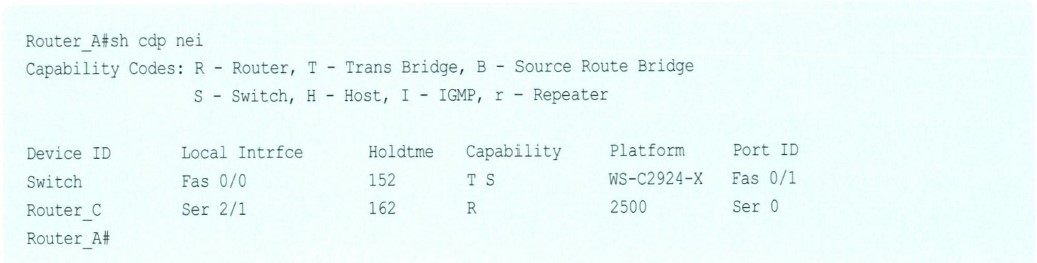 Router_A#sh cdp nei
Capability Codes: R - Router, T - Trans Bridge, B - Source Route Bridge
S - Switch, H - Host, I - IGMP, r - Repeater
Device ID Local Intrfce Holdtme Capability Platform Port ID
Switch Fas 0/0 152 T S WS-C2924-X Fas 0/1
Router_C Ser 2/1 162 R 2500 Ser 0
Router_A#